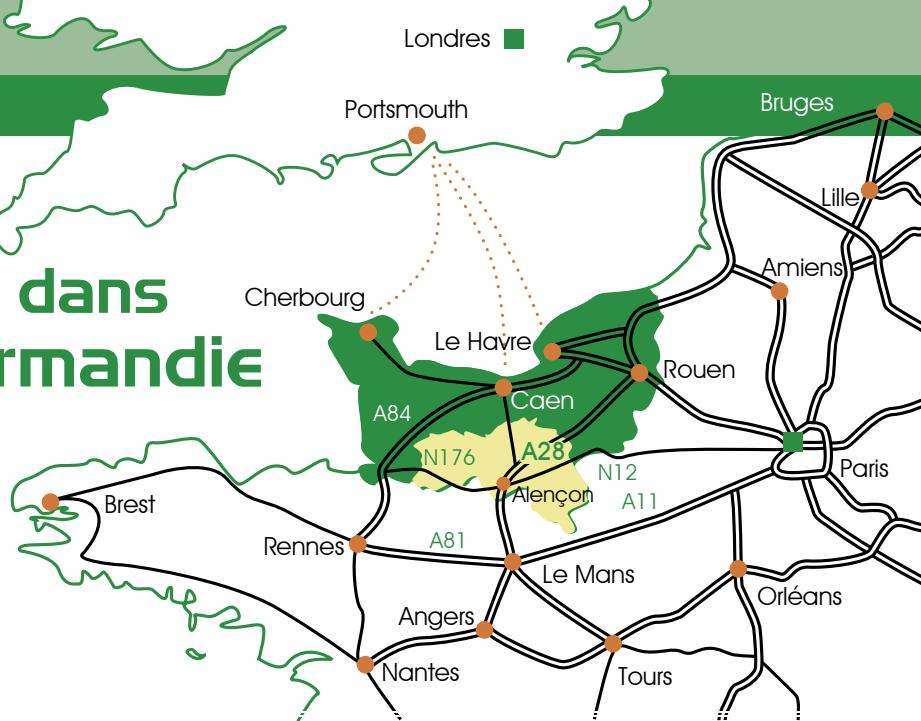 Londres
Portsmouth
Bruges
Lille
Amiens
dans
Cherbourg
rmandie
Le Havre
Rouen
Caen
A84
A28
N176
N12
Paris
Alençon
A11
Brest
A81
Rennes
Le Mans
Orléans
Angers
Nantes
Tours